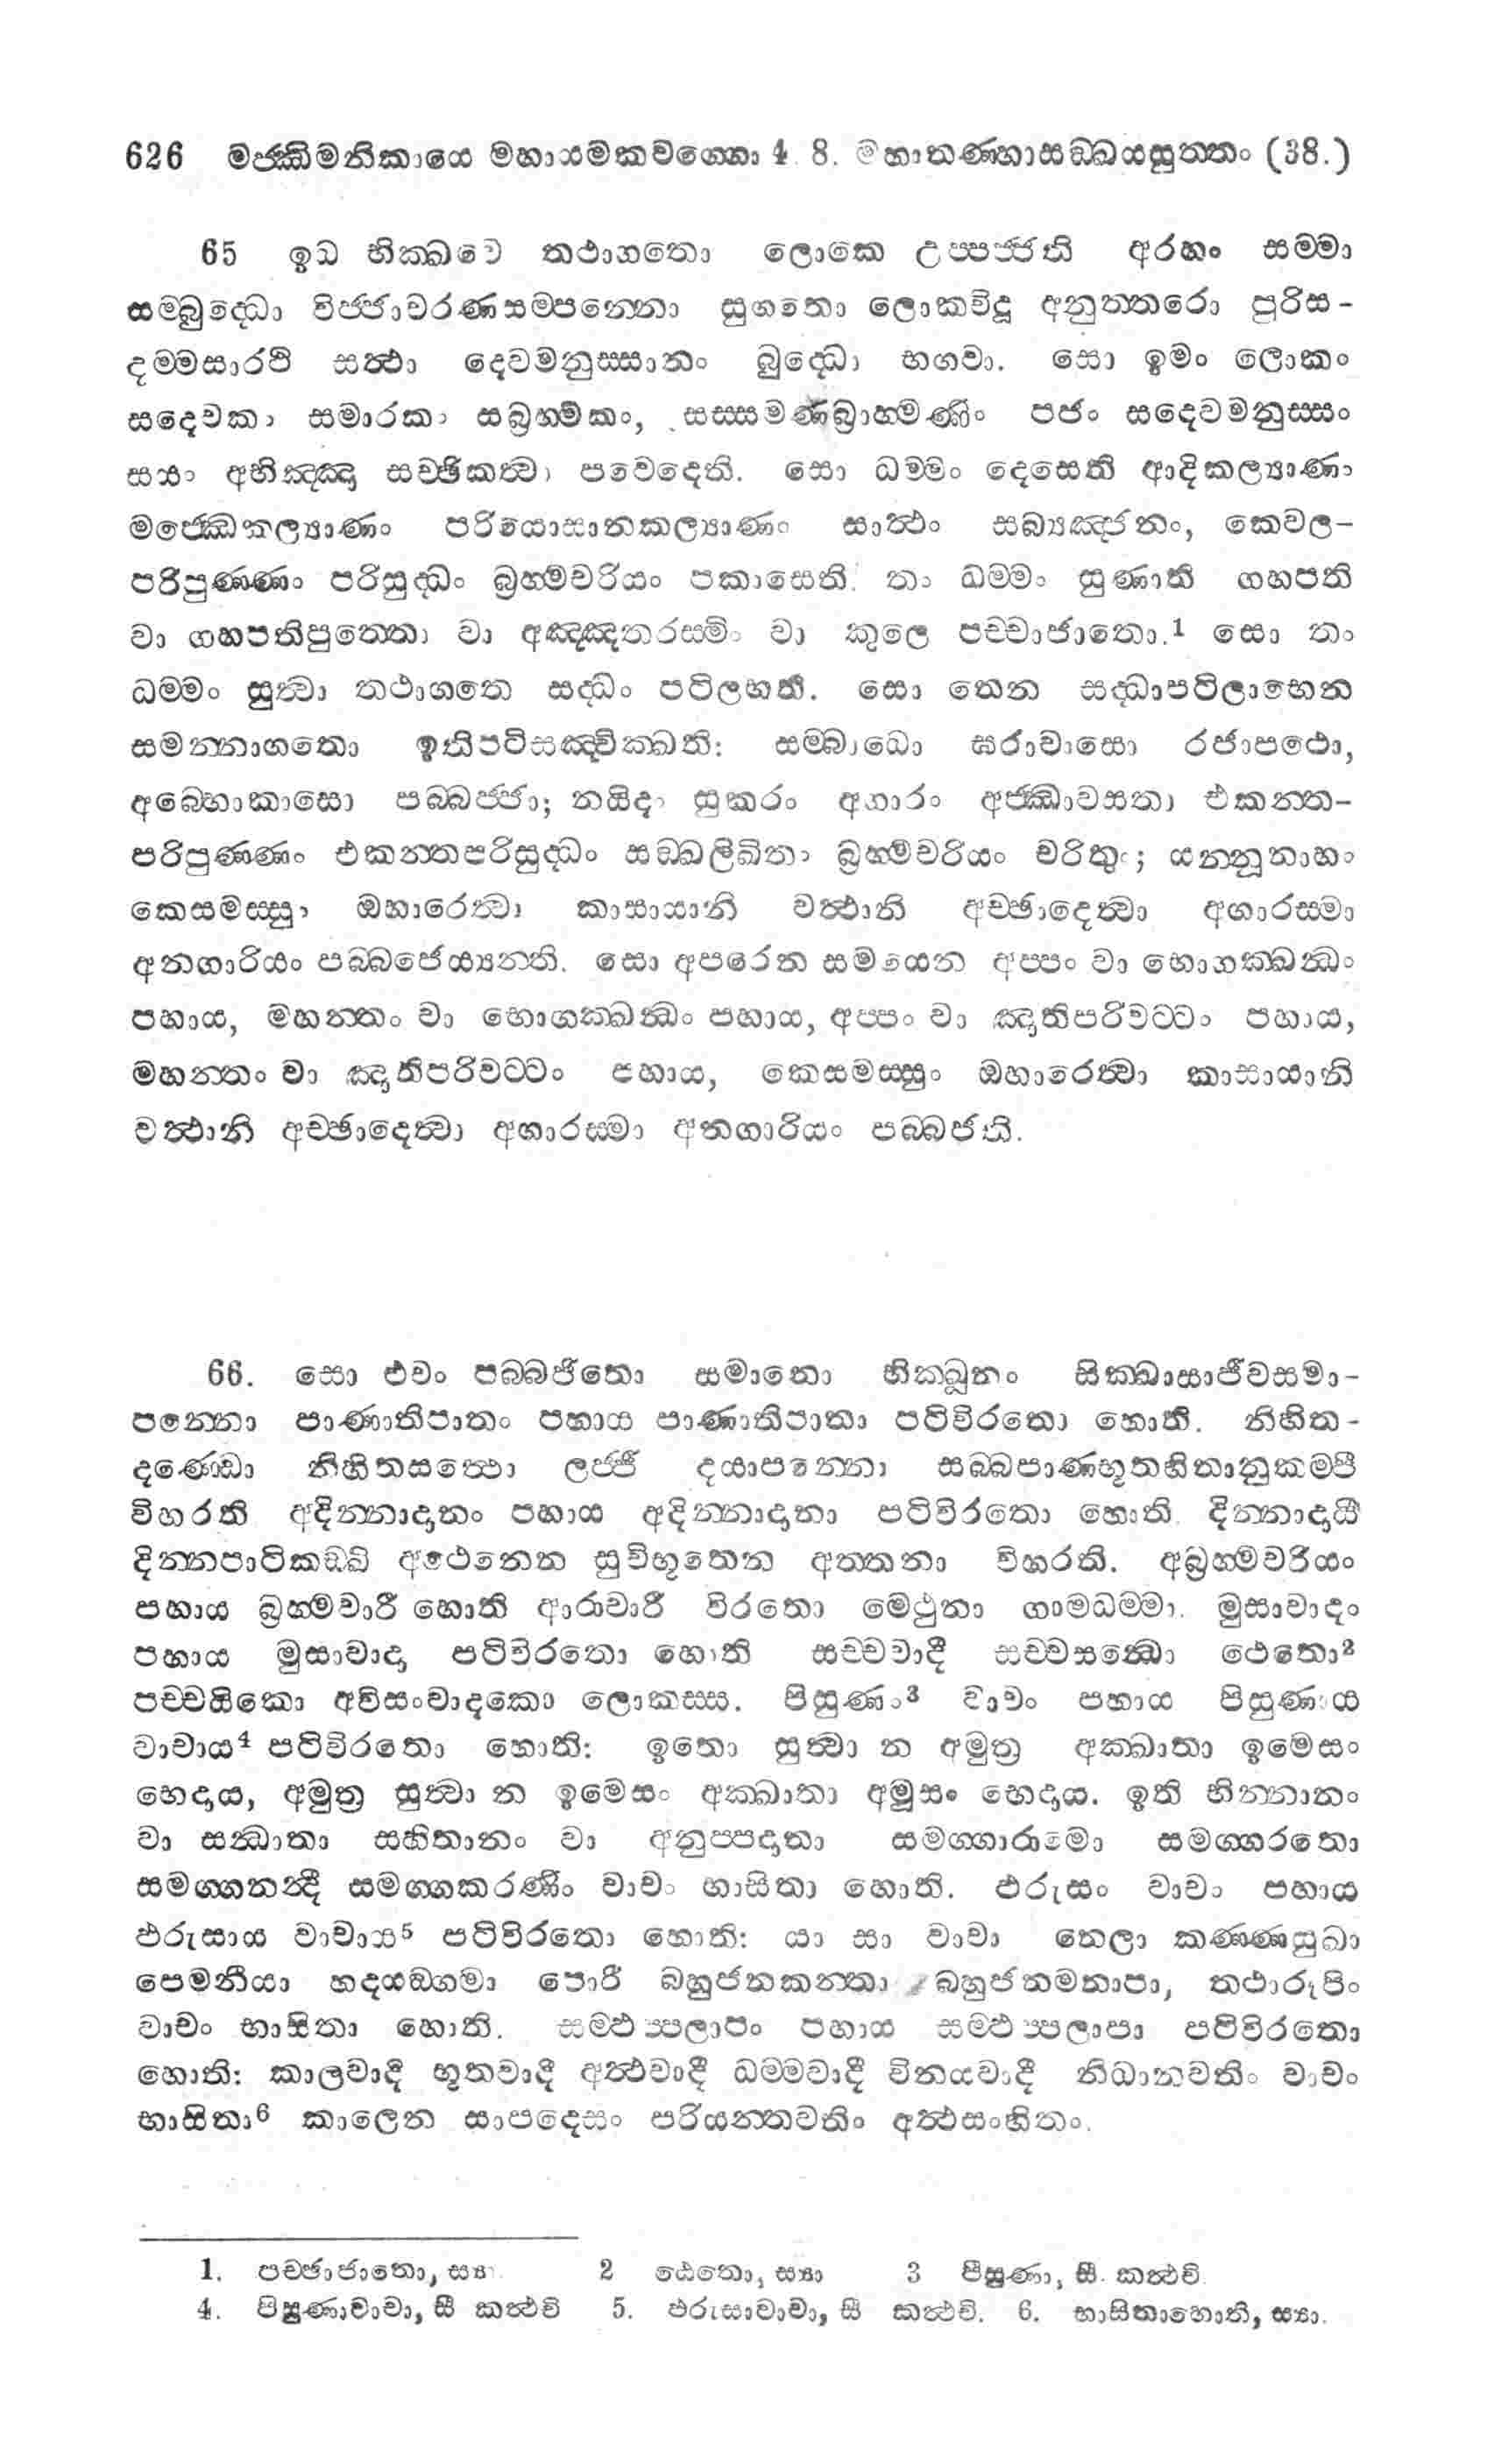 626 මජ්ඣිමනිකායෙ මහායමකවග්ගො 4. 8. මහාතණ්හාසඞ්ඛයසුත්තං (38.)
65 ඉධ භික්ඛවෙ තථාගතො ලොකෙ උප්පජ්ජති අරහං සම්මා
සම්බුද්ධො විජ්ජාචරණසම්පන්නො සුගතො ලොකවිදූ අනුත්තරො පුරිස-
දම්මසාරථි සත්ථා දෙවමනුස්සානං බුද්ධො භගවා. සො ඉමං ලොකං
සදෙවකං සමාරකං සබ්‍රහ්මකං, සස්සමණබ්‍රාහ්මණිං පජං සදෙවමනුස්සං
සයං අභිඤ්ඤා සච්ඡිකත්වා පවෙදෙති. සො ධම්මං දෙසෙති ආදිකල්‍යාණං
මජ්ඣෙකල්‍යාණං පරියොසානකල්‍යාණං සාත්ථං සබ්‍යඤ්ජනං, කෙවල-
පරිපුණ්ණං පරිසුද්ධං බ්‍රහ්මචරියං පකාසෙති. තං ධම්මං සුණාති ගහපති
වා ගහපතිපුත්තො වා අඤ්ඤතරස්මිං වා කුලෙ පච්චාජාතො.1 සො තං
ධම්මං සුත්වා තථාගතෙ සද්ධං පටිලභති. සො තෙන සද්ධාපටිලාභෙන
සමන්නාගතො ඉතිපටිසඤ්චික්ඛති: සම්බාධො ඝරාවාසො රජාපථො,
අබ්භොකාසො පබ්බජ්ජා; නයිදං සුකරං අගාරං අජ්ඣාවසතා එකන්ත-
පරිපුණ්ණං එකන්තපරිසුද්ධං සඞ්ඛලිඛිතං බ්‍රහ්මචරියං චරිතුං; යන්නූනාහං
කෙසමස්සුං ඔහාරෙත්වා කාසායානි වත්ථානි අච්ඡාදෙත්වා අගාරස්මා
අනගාරියං පබ්බජෙය්‍යන්ති. සො අපරෙන සමයෙන අප්පං වා භොගක්ඛන්ධං
පහාය, මහන්තං වා භොගක්ඛන්ධං පහාය, අප්පං වා ඤාතිපරිවට්ටං පහාය,
මහන්තං වා ඤාතිපරිවට්ටං පහාය, කෙසමස්සුං ඔහාරෙත්වා කාසායානි
වත්ථානි අච්ඡාදෙත්වා අගාරස්මා අනගාරියං පබ්බජති.
66. සො එවං පබ්බජිතො සමානො භික්ඛූනං සික්ඛාසාජීවසමා-
පන්නො පාණාතිපාතං පහාය පාණාතිපාතා පටිවිරතො හොති. නිහිත-
දණ්ඩො නිහිතසත්ථො ලජ්ජී දයාපන්නො සබ්බපාණභූතහිතානුකම්පී
විහරති අදින්නාදානං පහාය අදින්නාදානා පටිවිරතො හොති. දින්නාදායී
දින්නපාටිකඞ්ඛී අථෙනෙන සුචිභූතෙන අත්තනා විහරති. අබ්‍රහ්මචරියං
පහාය බ්‍රහ්මචාරී හොති ආරාචාරී විරතො මෙථුනා ගාමධම්මා. මුසාවාදං
පහාය මුසාවාදා පටිවිරතො හොති සච්චවාදී සච්චසන්ධො ථෙතො2
පච්චයිකො අවිසංවාදකො ලොකස්ස. පිසුණං3 වාචං පහාය පිසුණාය
වාචාය4 පටිවිරතො හොති: ඉතො සුත්වා න අමුත්‍ර අක්ඛාතා ඉමෙසං
භෙදාය, අමුත්‍ර සුත්වා න ඉමෙසං අක්ඛාතා අමූසං භෙදාය. ඉති භින්නානං
වා සන්ධාතා සහිතානං වා අනුප්පදාතා සමග්ගාරාමො සමග්ගරතො
සමග්ගනන්දී සමග්ගකරණිං වාචං භාසිතා හොති. ඵරුසං වාචං පහාය
ඵරුසාය වාචාය5 පටිවිරතො හොති: යා සා වාචා නෙලා කණ්ණසුඛා
පෙමනීයා හදයඞ්ගමා පොරී බහුජනකන්තා බහුජනමනාපා, තථාරූපිං
වාචං භාසිතා හොති. සම්ඵප්පලාපං පහාය සම්ඵප්පලාපා පටිවිරතො
හොති: කාලවාදී භූතවාදී අත්ථවාදී ධම්මවාදී විනයවාදී නිධානවතිං වාචං
භාසිතා6 කාලෙන සාපදෙසං පරියන්තවතිං අත්ථසංහිතං.
1. පච්ඡාජාතො, ස්‍යා. 2 ඨෙතො, ස්‍යා 3 පිසුණා, සී. කත්ථචි.
4. පිසුණාවාචා, සී කත්ථචි 5. ඵරුසාවාචා, සී කත්ථචි. 6. භාසිතාහොති, ස්‍යා.